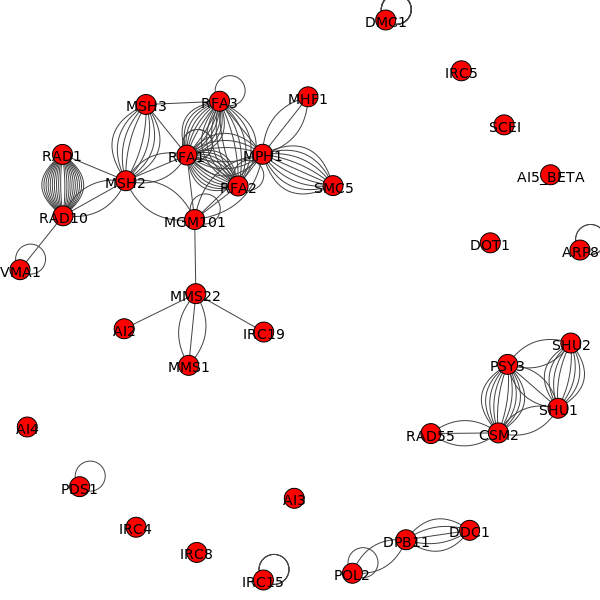 DMC1
IRC5
MSH3
RFA3
MHF1
SCEI
RAD1
RFA1
MPH1
AI5_BETA
MSH2
RFA2
SMC5
RAD10
MGM101
DOT1
ARP8
VMA1
MMS22
AI2
IRC19
MMS1
SHU2
PSY3
SHU1
RAD55
CSM2
AI4
PDS1
AI3
IRC4
DDC1
DPB11
IRC8
IRC15
POL2